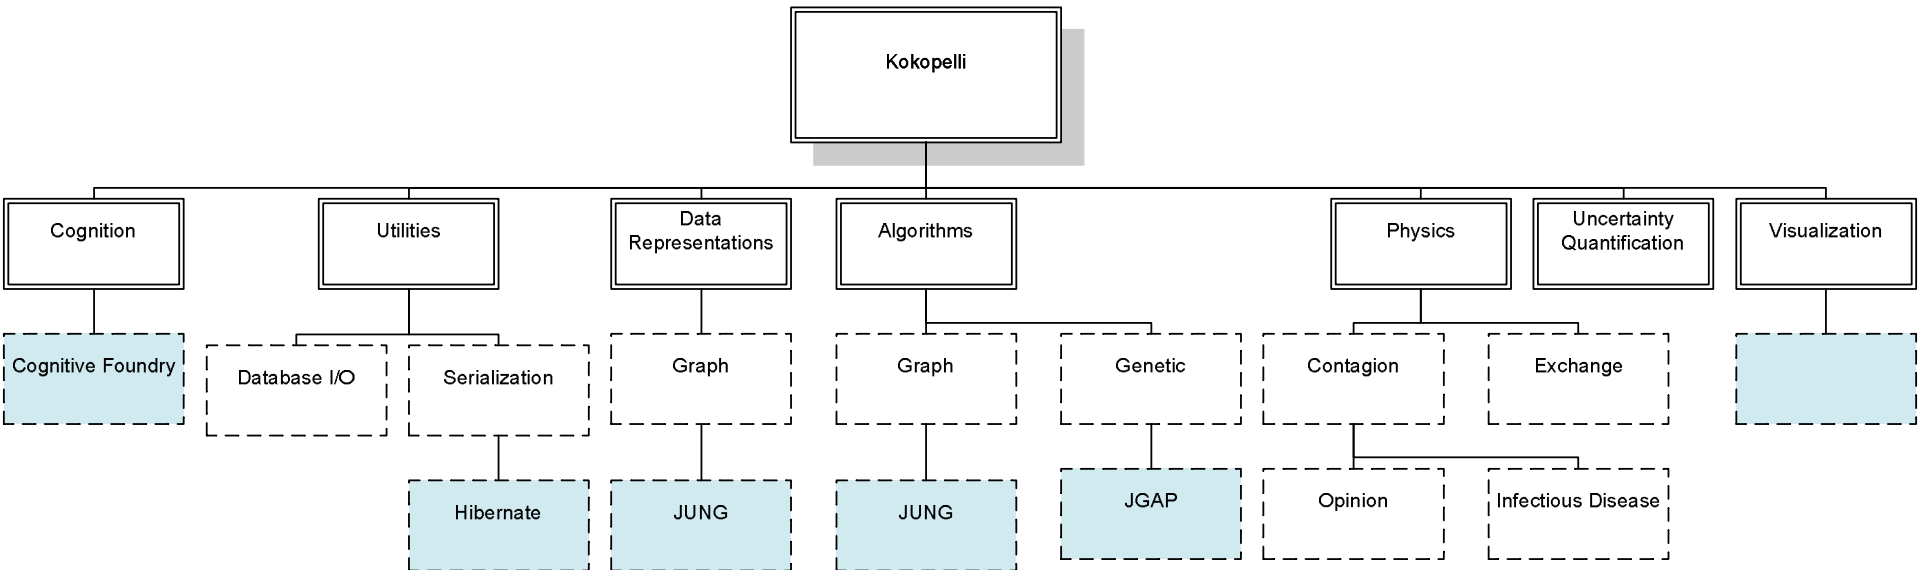 Kokopelli
Cognition
Utilities
Data
Representations
Algorithms
Physics
Uncertainty
Quantification
Visualization
Cognitive Foundry
Database I/O
Serialization
Graph
Graph
Genetic
Contagion
Exchange
Hibernate
JUNG
JUNG
JGAP
Opinion
Infectious Disease